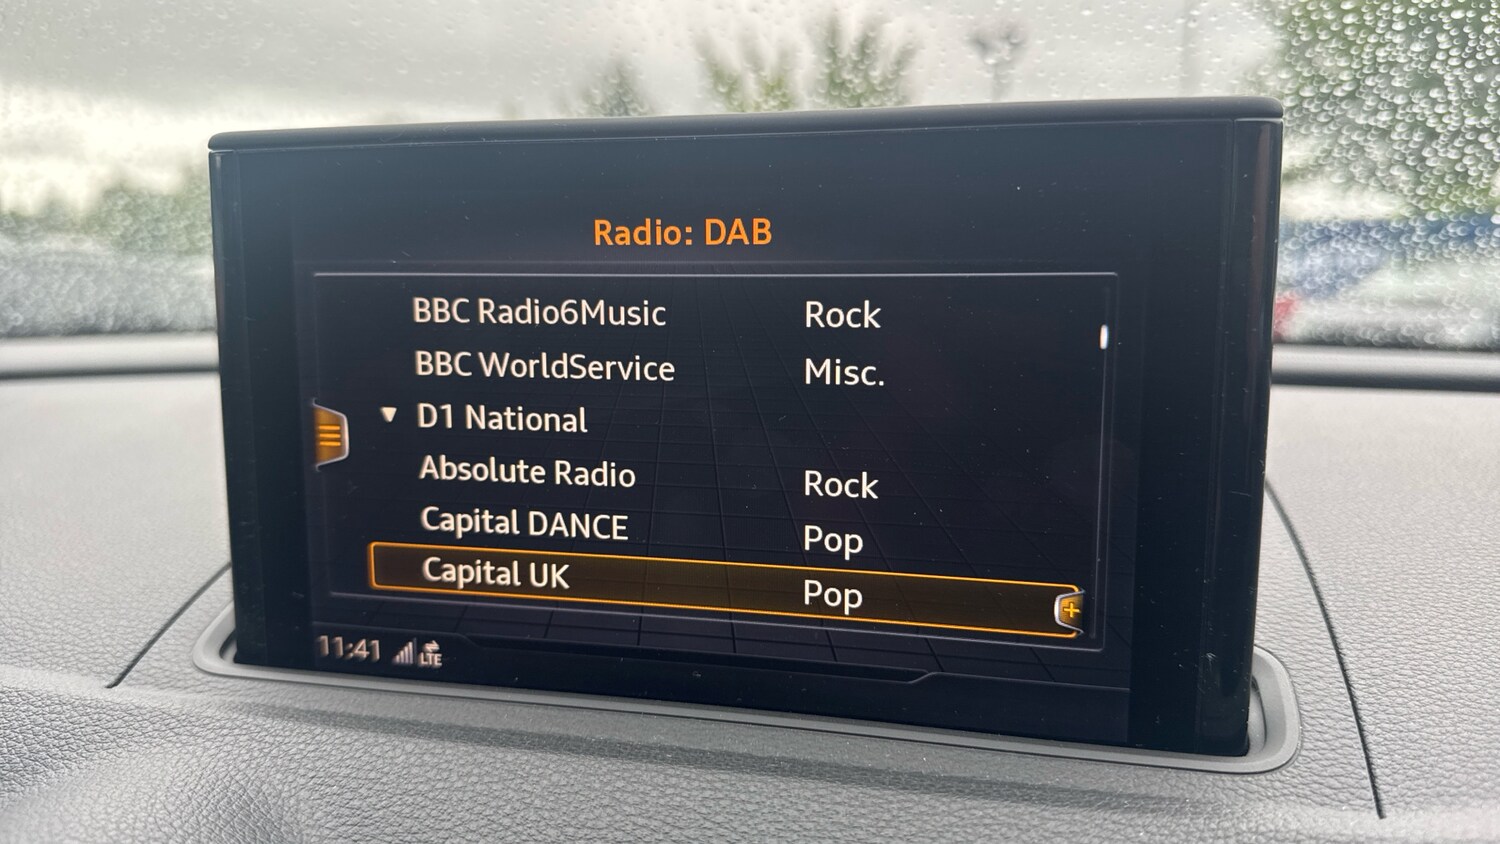 Radio: DAB
BBC Radio6Music Rock
BBC WorldService Misc.
D1 National
Absolute Radio Rock
Capital DANCE Pop
Capital UK Pop
11:41 LTE